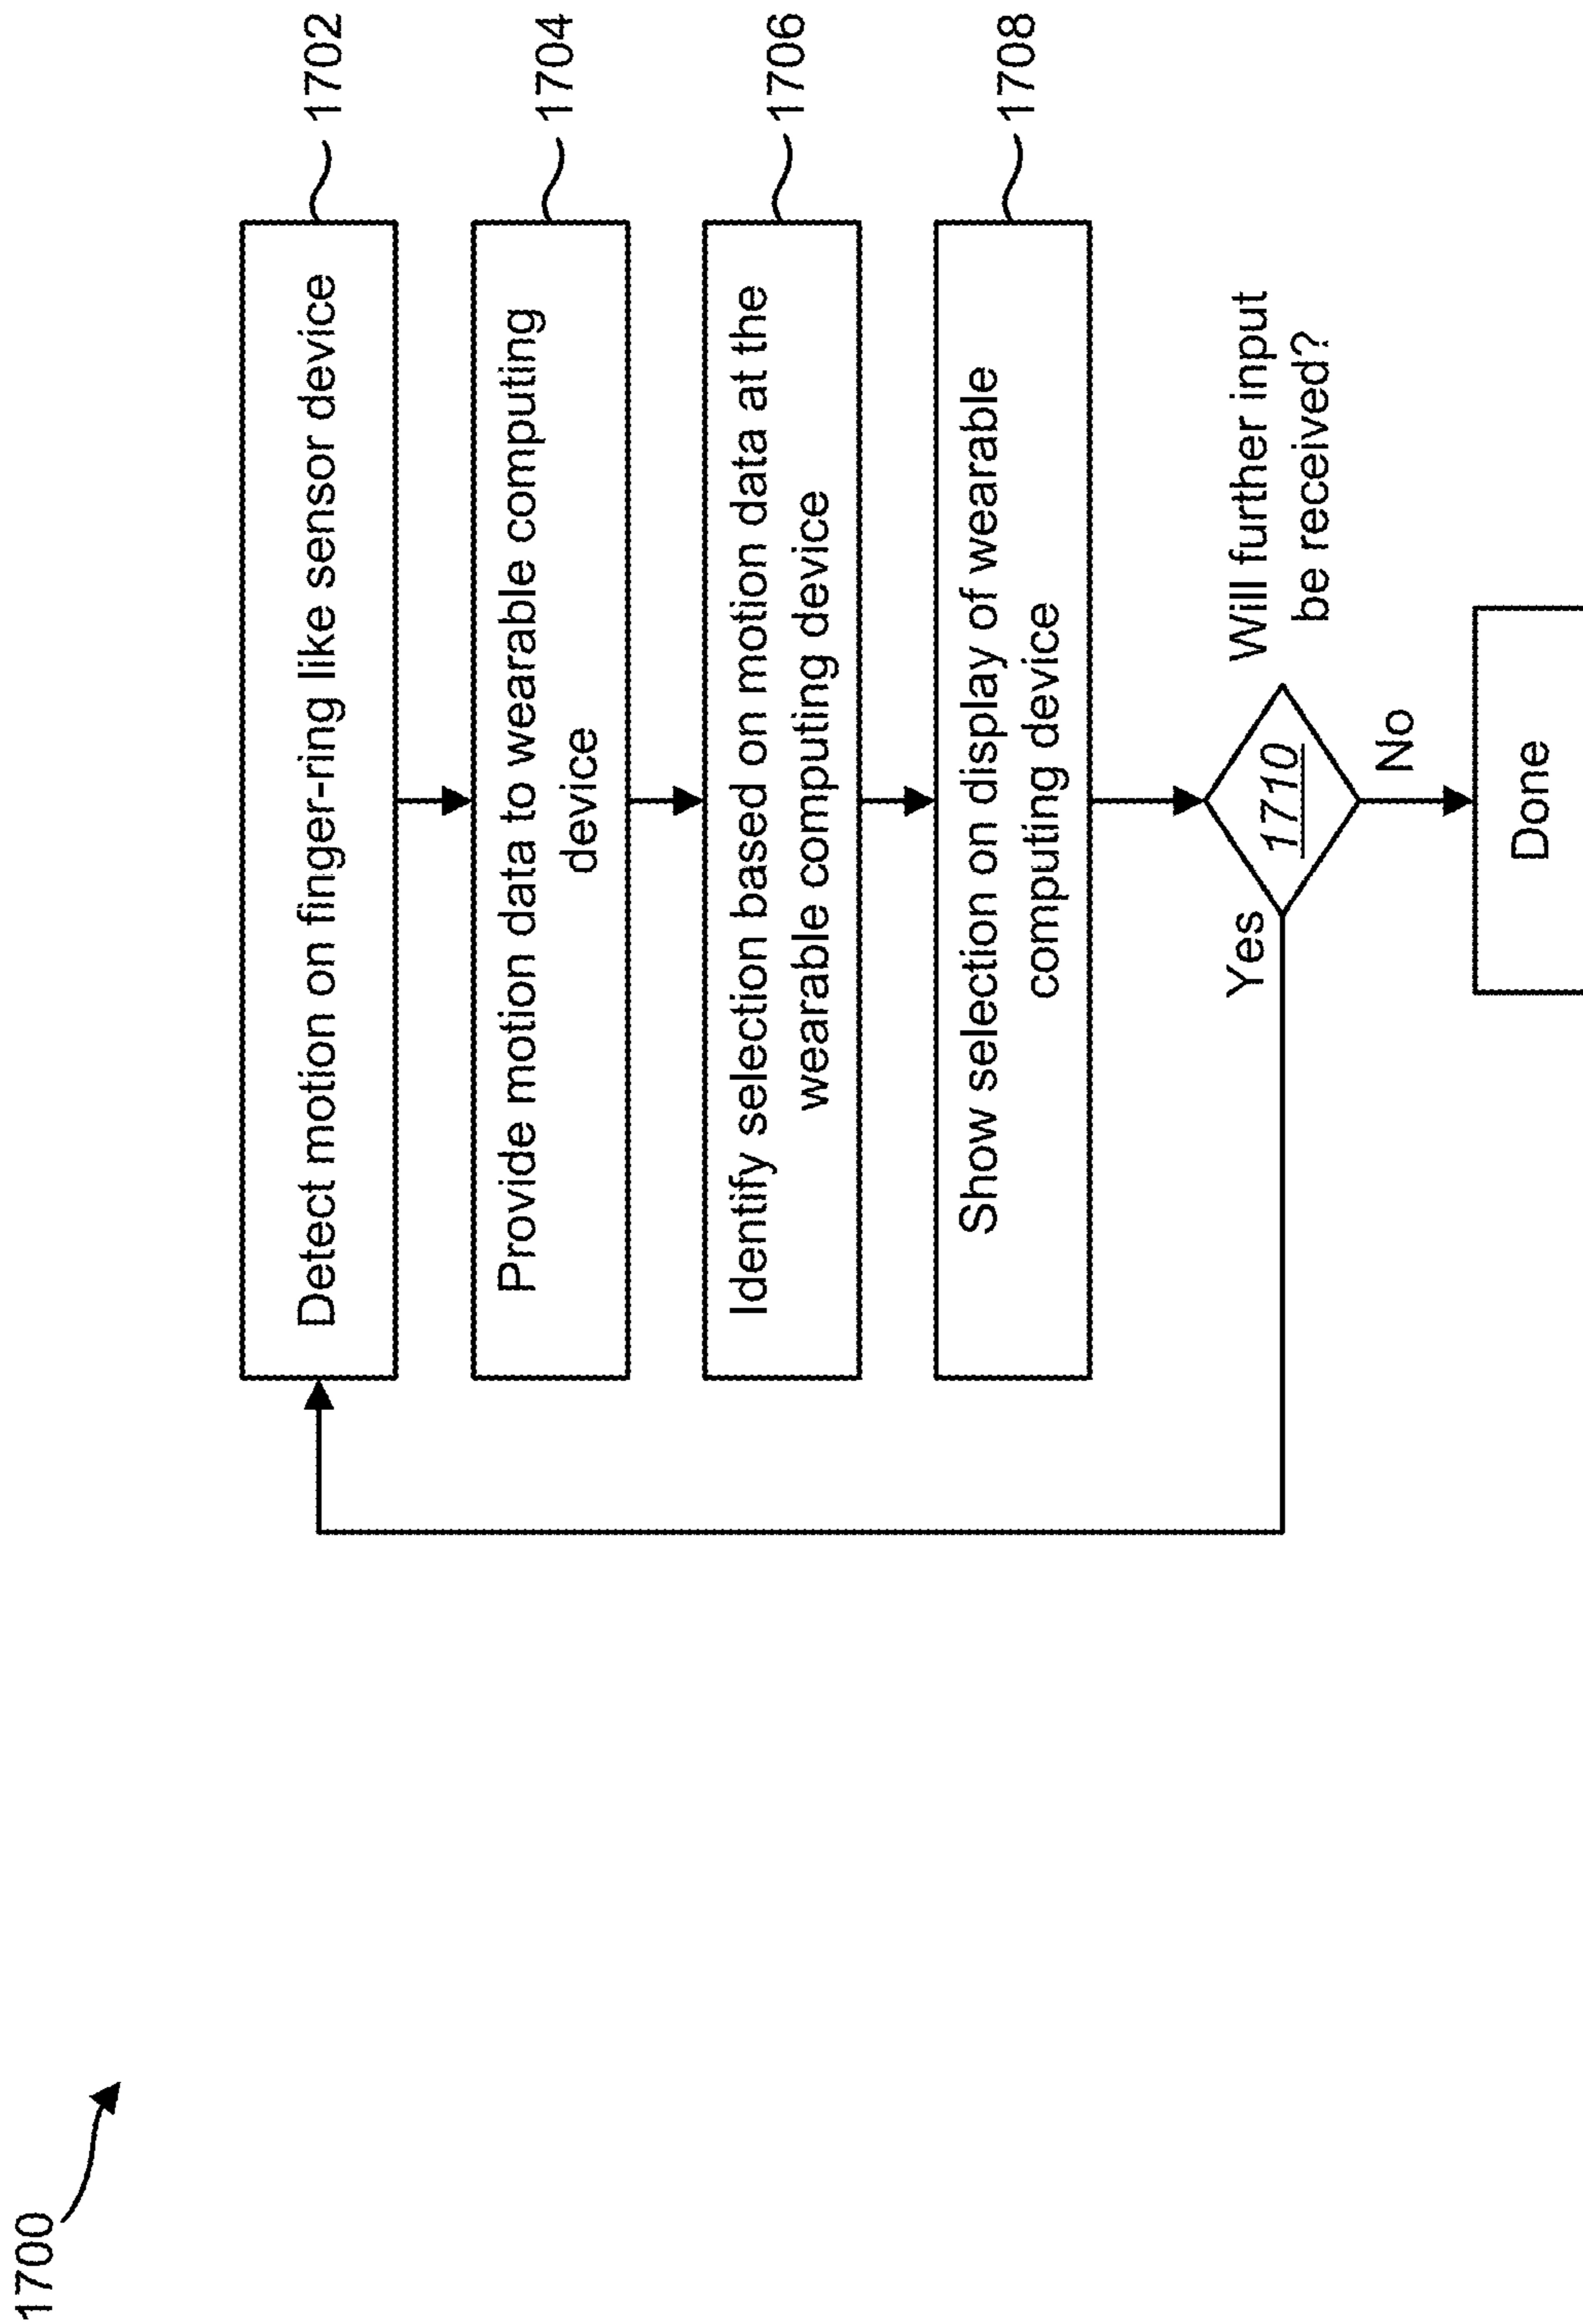 1700
Detect motion on finger-ring like sensor device
1702
Provide motion data to wearable computing
device
1704
Identify selection based on motion data at the
wearable computing device
1706
Show selection on display of wearable
computing device
1708
Will further input
be received?
Yes
1710
No
Done